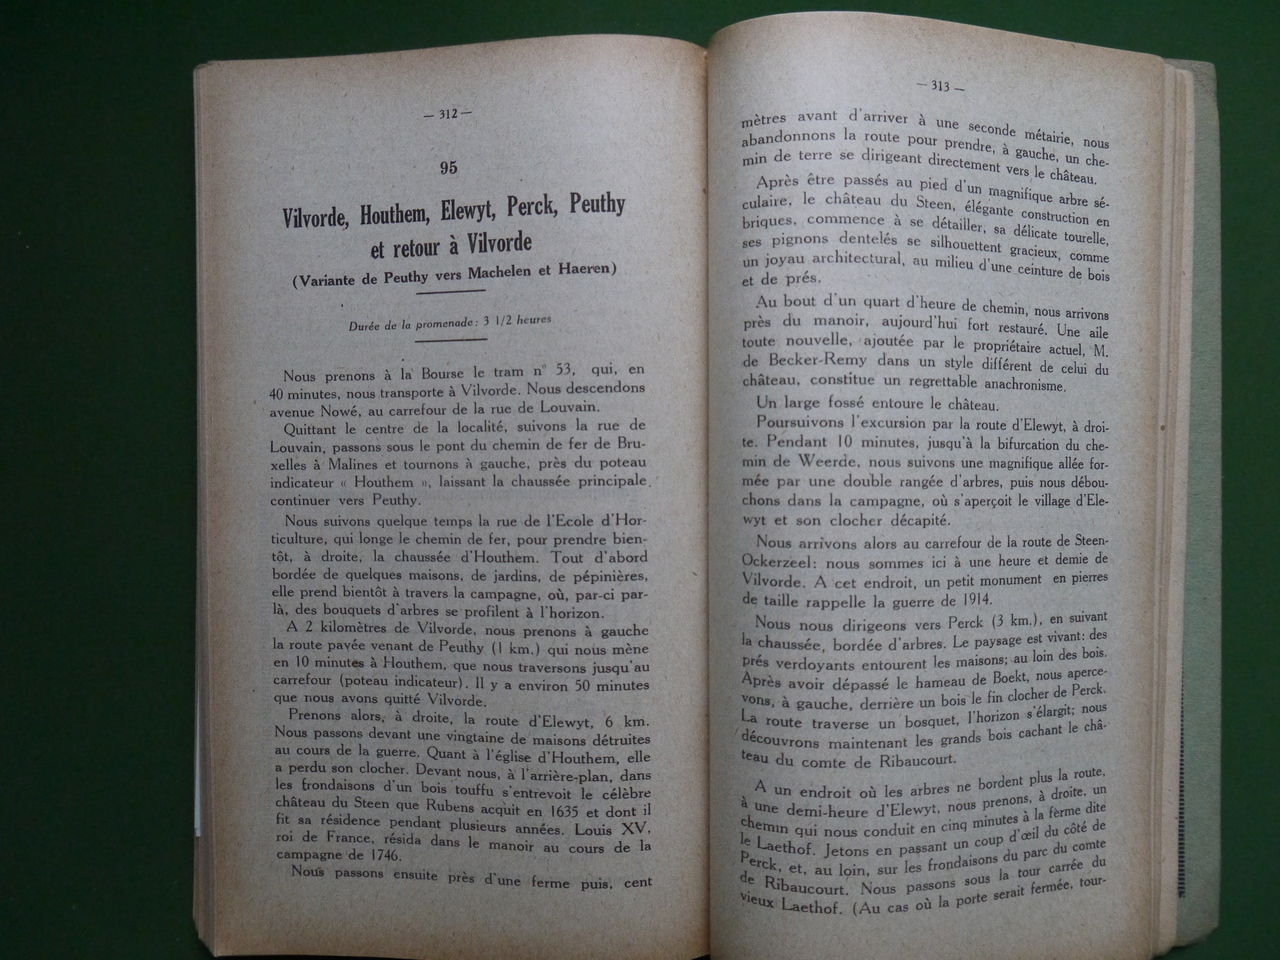 — 312 —
95
Vilvorde, Houthem, Elewyt, Perck, Peuthy
et retour à Vilvorde
(Variante de Peuthy vers Machelen et Haeren)
Durée de la promenade: 3 1/2 heures
Nous prenons à la Bourse le tram n° 53, qui, en
40 minutes, nous transporte à Vilvorde. Nous descendons
avenue Nowé, au carrefour de la rue de Louvain.
Quittant le centre de la localité, suivons la rue de
Louvain, passons sous le pont du chemin de fer de Bru-
xelles à Malines et tournons à gauche, près du poteau
indicateur « Houthem », laissant la chaussée principale
continuer vers Peuthy.
Nous suivons quelque temps la rue de l'Ecole d'Hor-
ticulture, qui longe le chemin de fer, pour prendre bien-
tôt, à droite, la chaussée d'Houthem. Tout d'abord
bordée de quelques maisons, de jardins, de pépinières,
elle prend bientôt à travers la campagne, où, par-ci par-
là, des bouquets d'arbres se profilent à l'horizon.
A 2 kilomètres de Vilvorde, nous prenons à gauche
la route pavée venant de Peuthy (1 km.) qui nous mène
en 10 minutes à Houthem, que nous traversons jusqu'au
carrefour (poteau indicateur). Il y a environ 50 minutes
que nous avons quitté Vilvorde.
Prenons alors, à droite, la route d'Elewyt, 6 km.
Nous passons devant une vingtaine de maisons détruites
au cours de la guerre. Quant à l'église d'Houthem, elle
a perdu son clocher. Devant nous, à l'arrière-plan, dans
les frondaisons d'un bois touffu s'entrevoit le célèbre
château du Steen que Rubens acquit en 1635 et dont il
fit sa résidence pendant plusieurs années. Louis XV,
roi de France, résida dans le manoir au cours de la
campagne de 1746.
Nous passons ensuite près d'une ferme puis, cent
— 313 —
mètres avant d'arriver à une seconde métairie, nous
abandonnons la route pour prendre, à gauche, un che-
min de terre se dirigeant directement vers le château.
Après être passés au pied d'un magnifique arbre sé-
culaire, le château du Steen, élégante construction en
briques, commence à se détailler, sa délicate tourelle,
ses pignons dentelés se silhouettent gracieux, comme
un joyau architectural, au milieu d'une ceinture de bois
et de prés.
Au bout d'un quart d'heure de chemin, nous arrivons
près du manoir, aujourd'hui fort restauré. Une aile
toute nouvelle, ajoutée par le propriétaire actuel, M.
de Becker-Remy dans un style différent de celui du
château, constitue un regrettable anachronisme.
Un large fossé entoure le château.
Poursuivons l'excursion par la route d'Elewyt, à droi-
te. Pendant 10 minutes, jusqu'à la bifurcation du che-
min de Weerde, nous suivons une magnifique allée for-
mée par une double rangée d'arbres, puis nous débou-
chons dans la campagne, où s'aperçoit le village d'Ele-
wyt et son clocher décapité.
Nous arrivons alors au carrefour de la route de Steen-
Ockerzeel: nous sommes ici à une heure et demie de
Vilvorde. A cet endroit, un petit monument en pierres
de taille rappelle la guerre de 1914.
Nous nous dirigeons vers Perck (3 km.), en suivant
la chaussée, bordée d'arbres. Le paysage est vivant: des
prés verdoyants entourent les maisons; au loin des bois.
Après avoir dépassé le hameau de Boekt, nous aperce-
vons, à gauche, derrière un bois le fin clocher de Perck.
La route traverse un bosquet, l'horizon s'élargit; nous
découvrons maintenant les grands bois cachant le châ-
teau du comte de Ribaucourt.
A un endroit où les arbres ne bordent plus la route,
à une demi-heure d'Elewyt, nous prenons, à droite, un
chemin qui nous conduit en cinq minutes à la ferme dite
le Laethof. Jetons en passant un coup d'œil du côté de
Perck, et, au loin, sur les frondaisons du parc du comte
de Ribaucourt. Nous passons sous la tour carrée du
vieux Laethof. (Au cas où la porte serait fermée, tour-